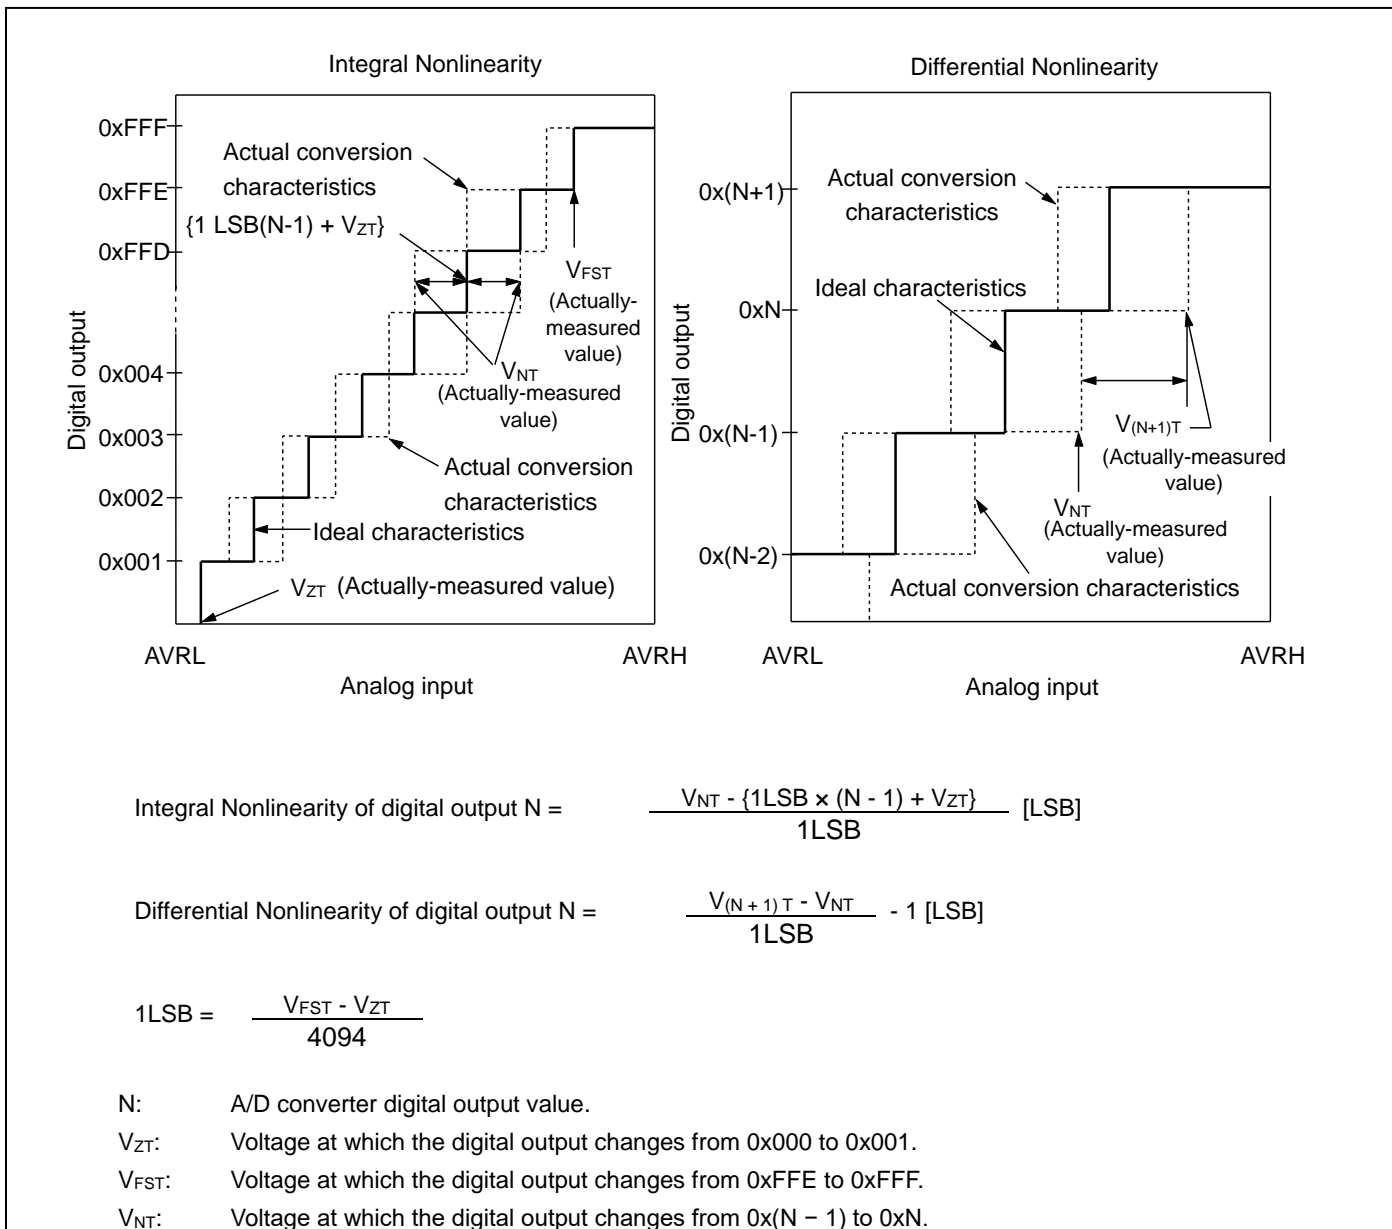 Integral Nonlinearity
0xFFF
0xFFE
0xFFD
0x004
0x003
0x002
0x001
Digital output
Actual conversion
characteristics
{1 LSB(N-1) + VZT}
VFST
(Actually-
measured
value)
VNT
(Actually-measured
value)
Actual conversion
characteristics
Ideal characteristics
VZT (Actually-measured value)
AVRL
AVRH
Analog input
Differential Nonlinearity
0x(N+1)
0xN
0x(N-1)
0x(N-2)
Digital output
Actual conversion
characteristics
Ideal characteristics
V(N+1)T
(Actually-measured
value)
VNT
(Actually-measured
value)
Actual conversion characteristics
AVRL
AVRH
Analog input
Integral Nonlinearity of digital output N =
VNT - {1LSB × (N - 1) + VZT}
1LSB
[LSB]
Differential Nonlinearity of digital output N =
V(N + 1) T - VNT
1LSB
- 1 [LSB]
1LSB =
VFST - VZT
4094
N: A/D converter digital output value.
VZT: Voltage at which the digital output changes from 0x000 to 0x001.
VFST: Voltage at which the digital output changes from 0xFFE to 0xFFF.
VNT: Voltage at which the digital output changes from 0x(N − 1) to 0xN.